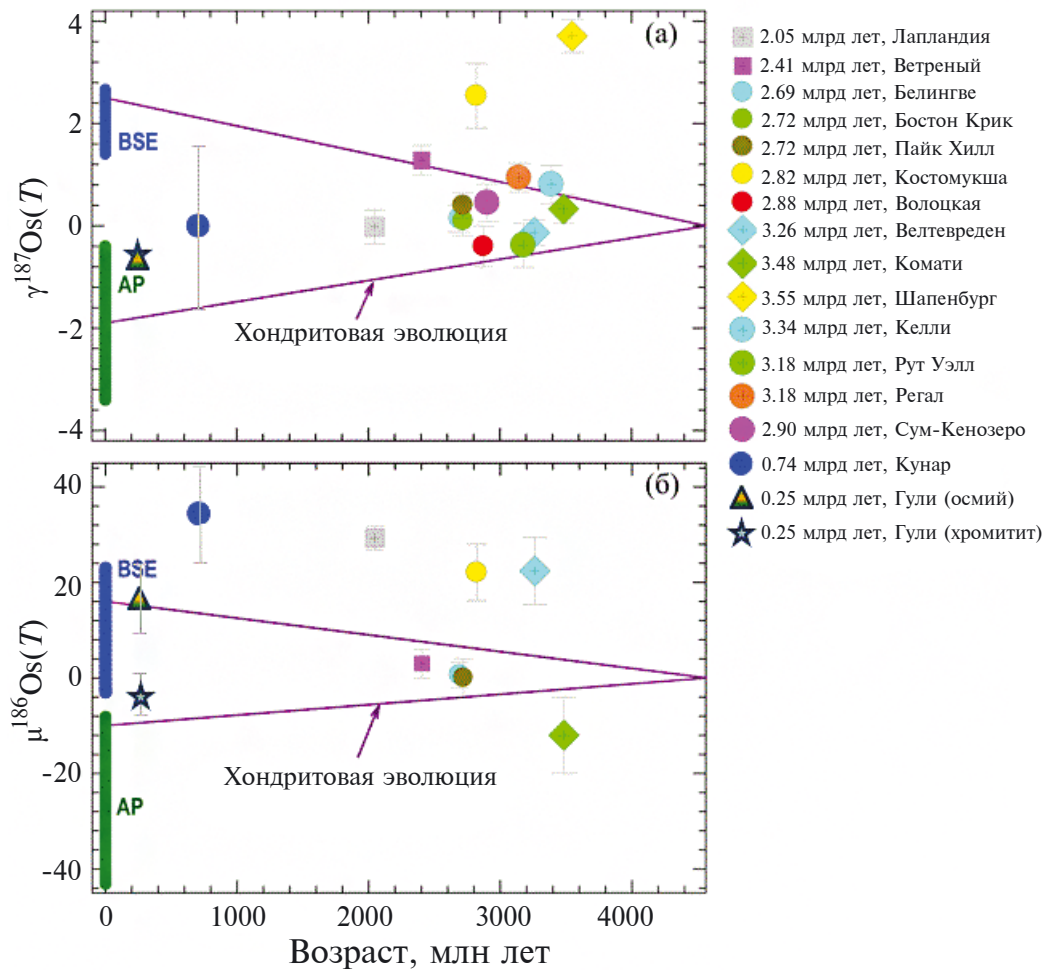 4
2
0
-2
-4
γ¹⁸⁷Os(T)
(а)
BSE
AP
Хондритовая эволюция
40
20
0
-20
-40
μ¹⁸⁶Os(T)
(б)
BSE
AP
Хондритовая эволюция
0 1000 2000 3000 4000
Возраст, млн лет
2.05 млрд лет, Лапландия
2.41 млрд лет, Ветреный
2.69 млрд лет, Белингве
2.72 млрд лет, Бостон Крик
2.72 млрд лет, Пайк Хилл
2.82 млрд лет, Костомукша
2.88 млрд лет, Волоцкая
3.26 млрд лет, Велтевреден
3.48 млрд лет, Комати
3.55 млрд лет, Шапенбург
3.34 млрд лет, Келли
3.18 млрд лет, Рут Уэлл
3.18 млрд лет, Регал
2.90 млрд лет, Сум-Кенозеро
0.74 млрд лет, Кунар
0.25 млрд лет, Гули (осмий)
0.25 млрд лет, Гули (хромитит)